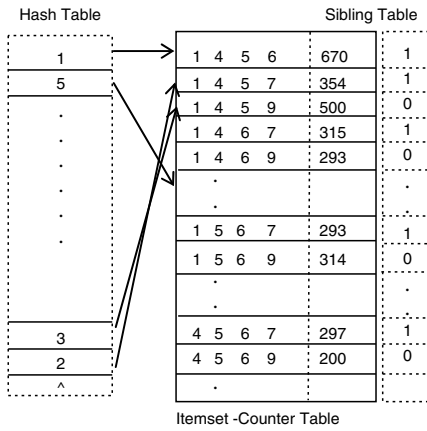 Hash Table Sibling Table
1 1 4 5 6 670 1
5 1 4 5 7 354 1
. 1 4 5 9 500 0
. 1 4 6 7 315 1
. 1 4 6 9 293 0
. . .
. . .
. 1 5 6 7 293 1
1 5 6 9 314 0
. .
. .
3 4 5 6 7 297 1
2 4 5 6 9 200 0
^ .
Itemset -Counter Table